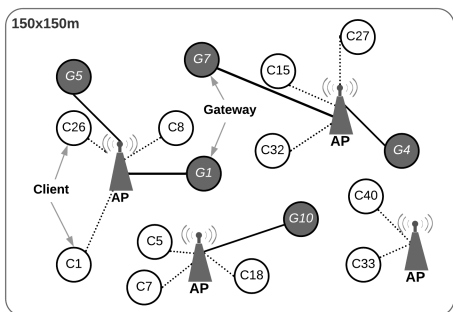 150x150m
C27
G7
G5
C15
Gateway
C26
C8
AP
C32
G4
G1
Client
AP
C40
G10
C5
C1
C33
C7
C18
AP
AP